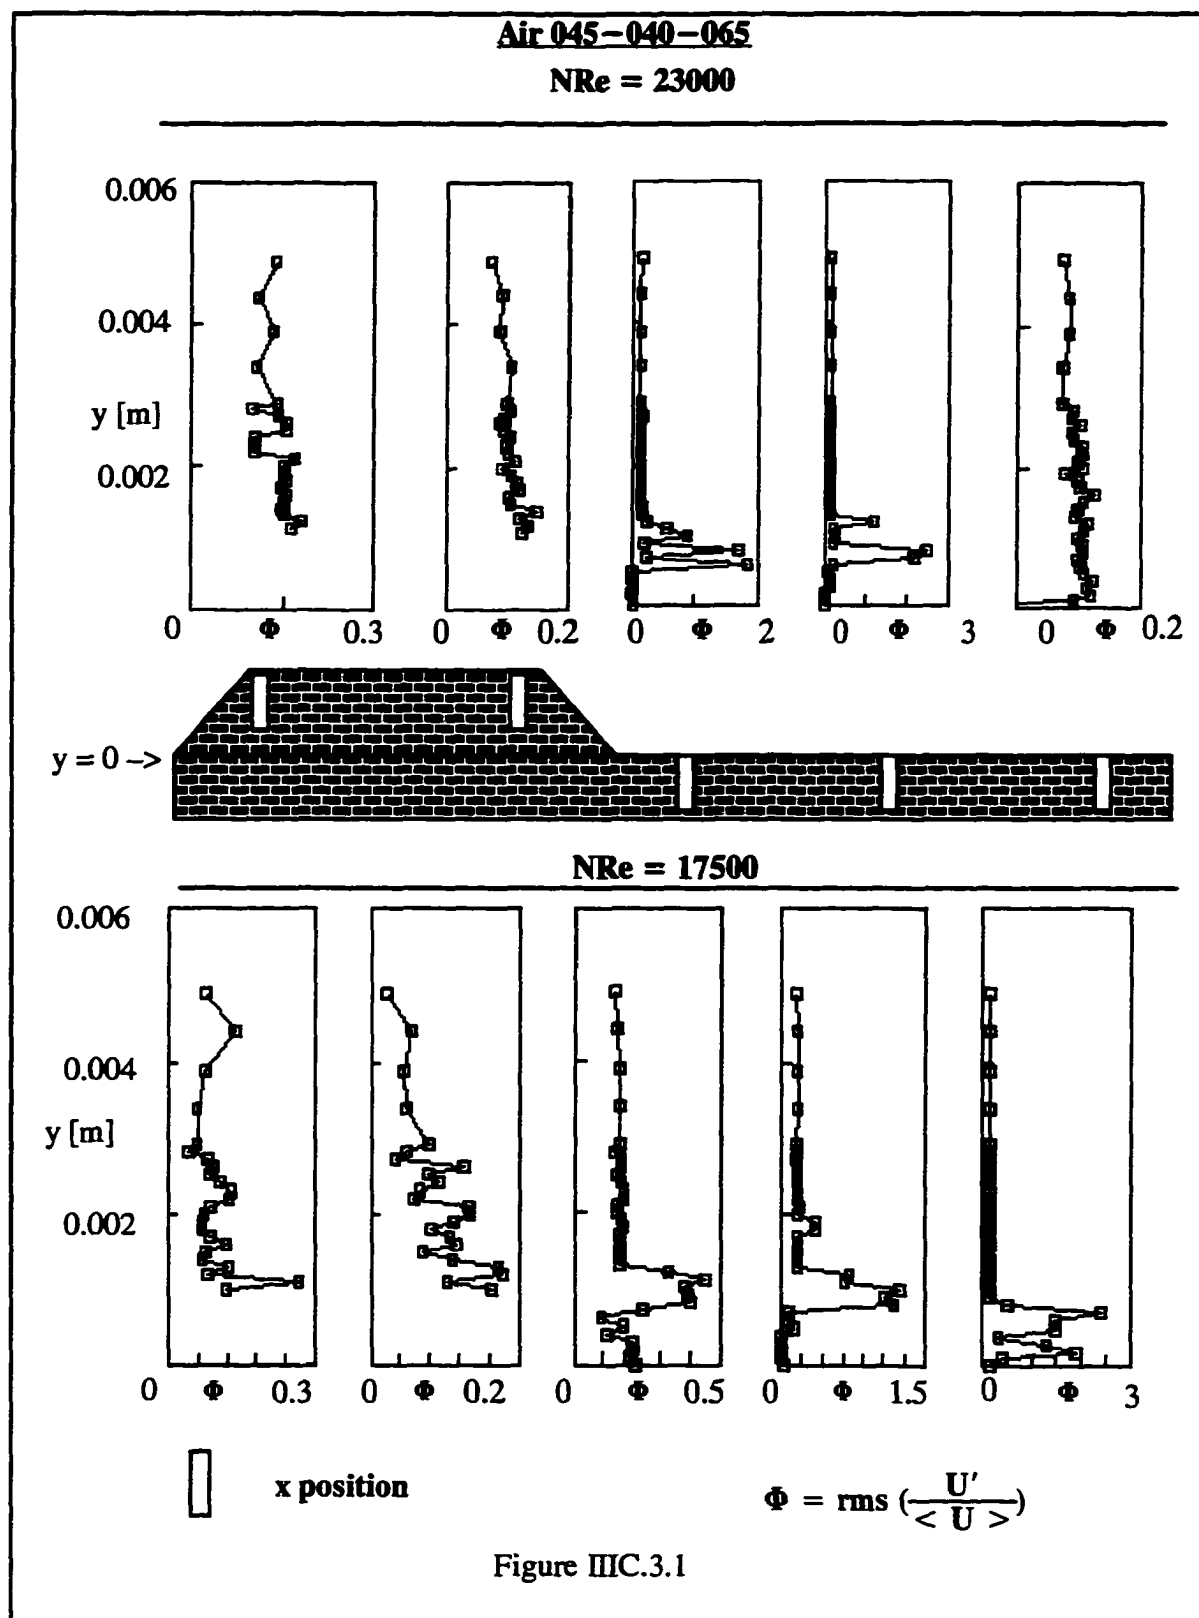 Air 045-040-065
NRe = 23000
0.006
0.004
y [m]
0.002
0 Φ 0.3
0 Φ 0.2
0 Φ 2
0 Φ 3
0 Φ 0.2
y = 0 ->
NRe = 17500
0.006
0.004
y [m]
0.002
0 Φ 0.3
0 Φ 0.2
0 Φ 0.5
0 Φ 1.5
0 Φ 3
x position
Φ = rms (U′ / < U >)
Figure IIIC.3.1